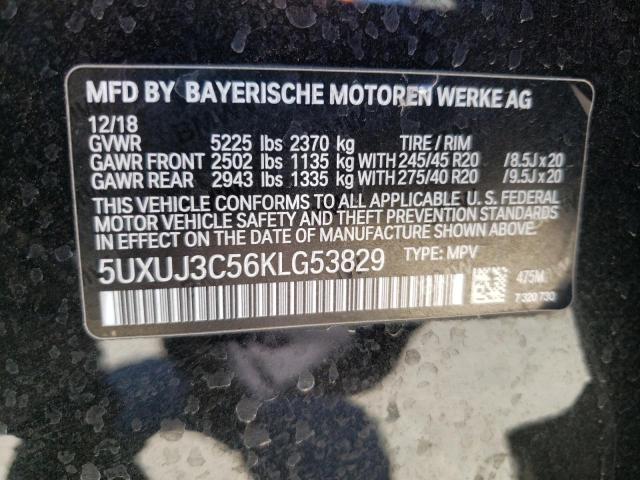 MFD BY BAYERISCHE MOTOREN WERKE AG
12/18
GVWR 5225 lbs 2370 kg TIRE / RIM
GAWR FRONT 2502 lbs 1135 kg WITH 245/45 R20 / 8.5J x 20
GAWR REAR 2943 lbs 1335 kg WITH 275/40 R20 / 9.5J x 20
THIS VEHICLE CONFORMS TO ALL APPLICABLE U. S. FEDERAL
MOTOR VEHICLE SAFETY AND THEFT PREVENTION STANDARDS
IN EFFECT ON THE DATE OF MANUFACTURE SHOWN ABOVE.
5UXUJ3C56KLG53829 TYPE: MPV
475M
7 320 730